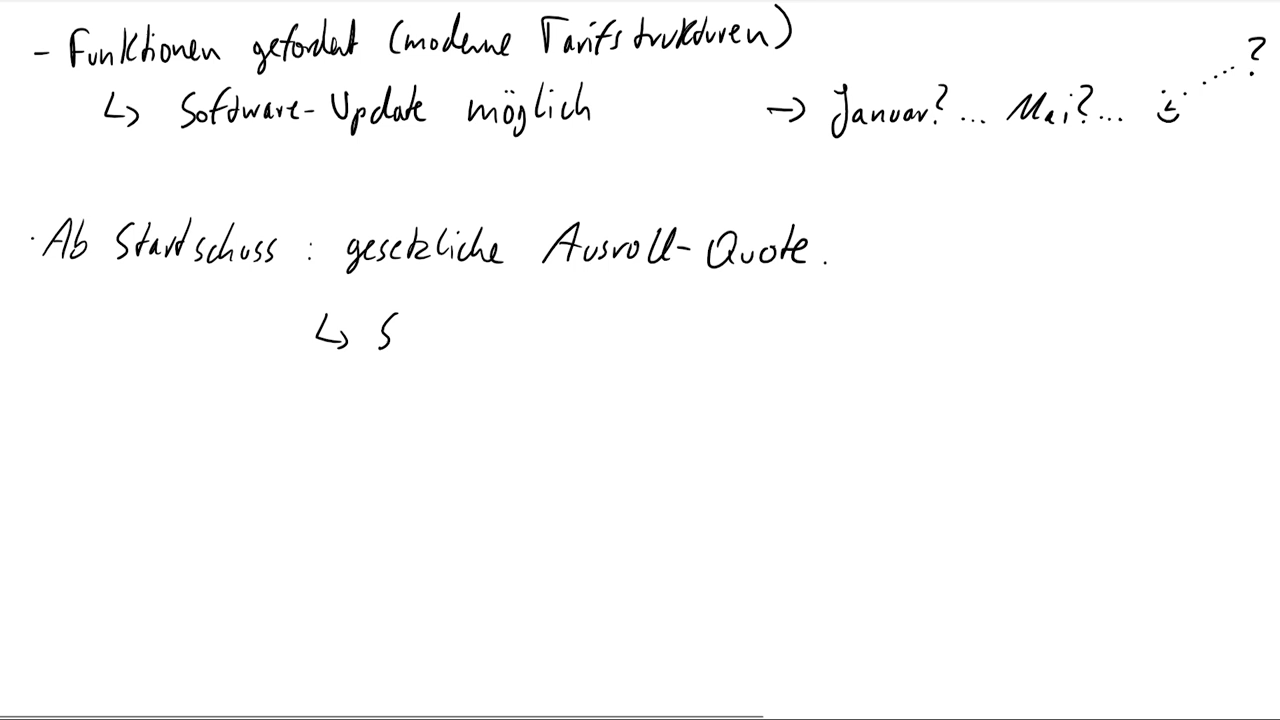 - Funktionen gefordert (moderne Tarifstrukturen)
↳ Software-Update möglich → Januar?... Mai?... ?
· Ab Startschuss : gesetzliche Ausroll-Quote.
↳ S